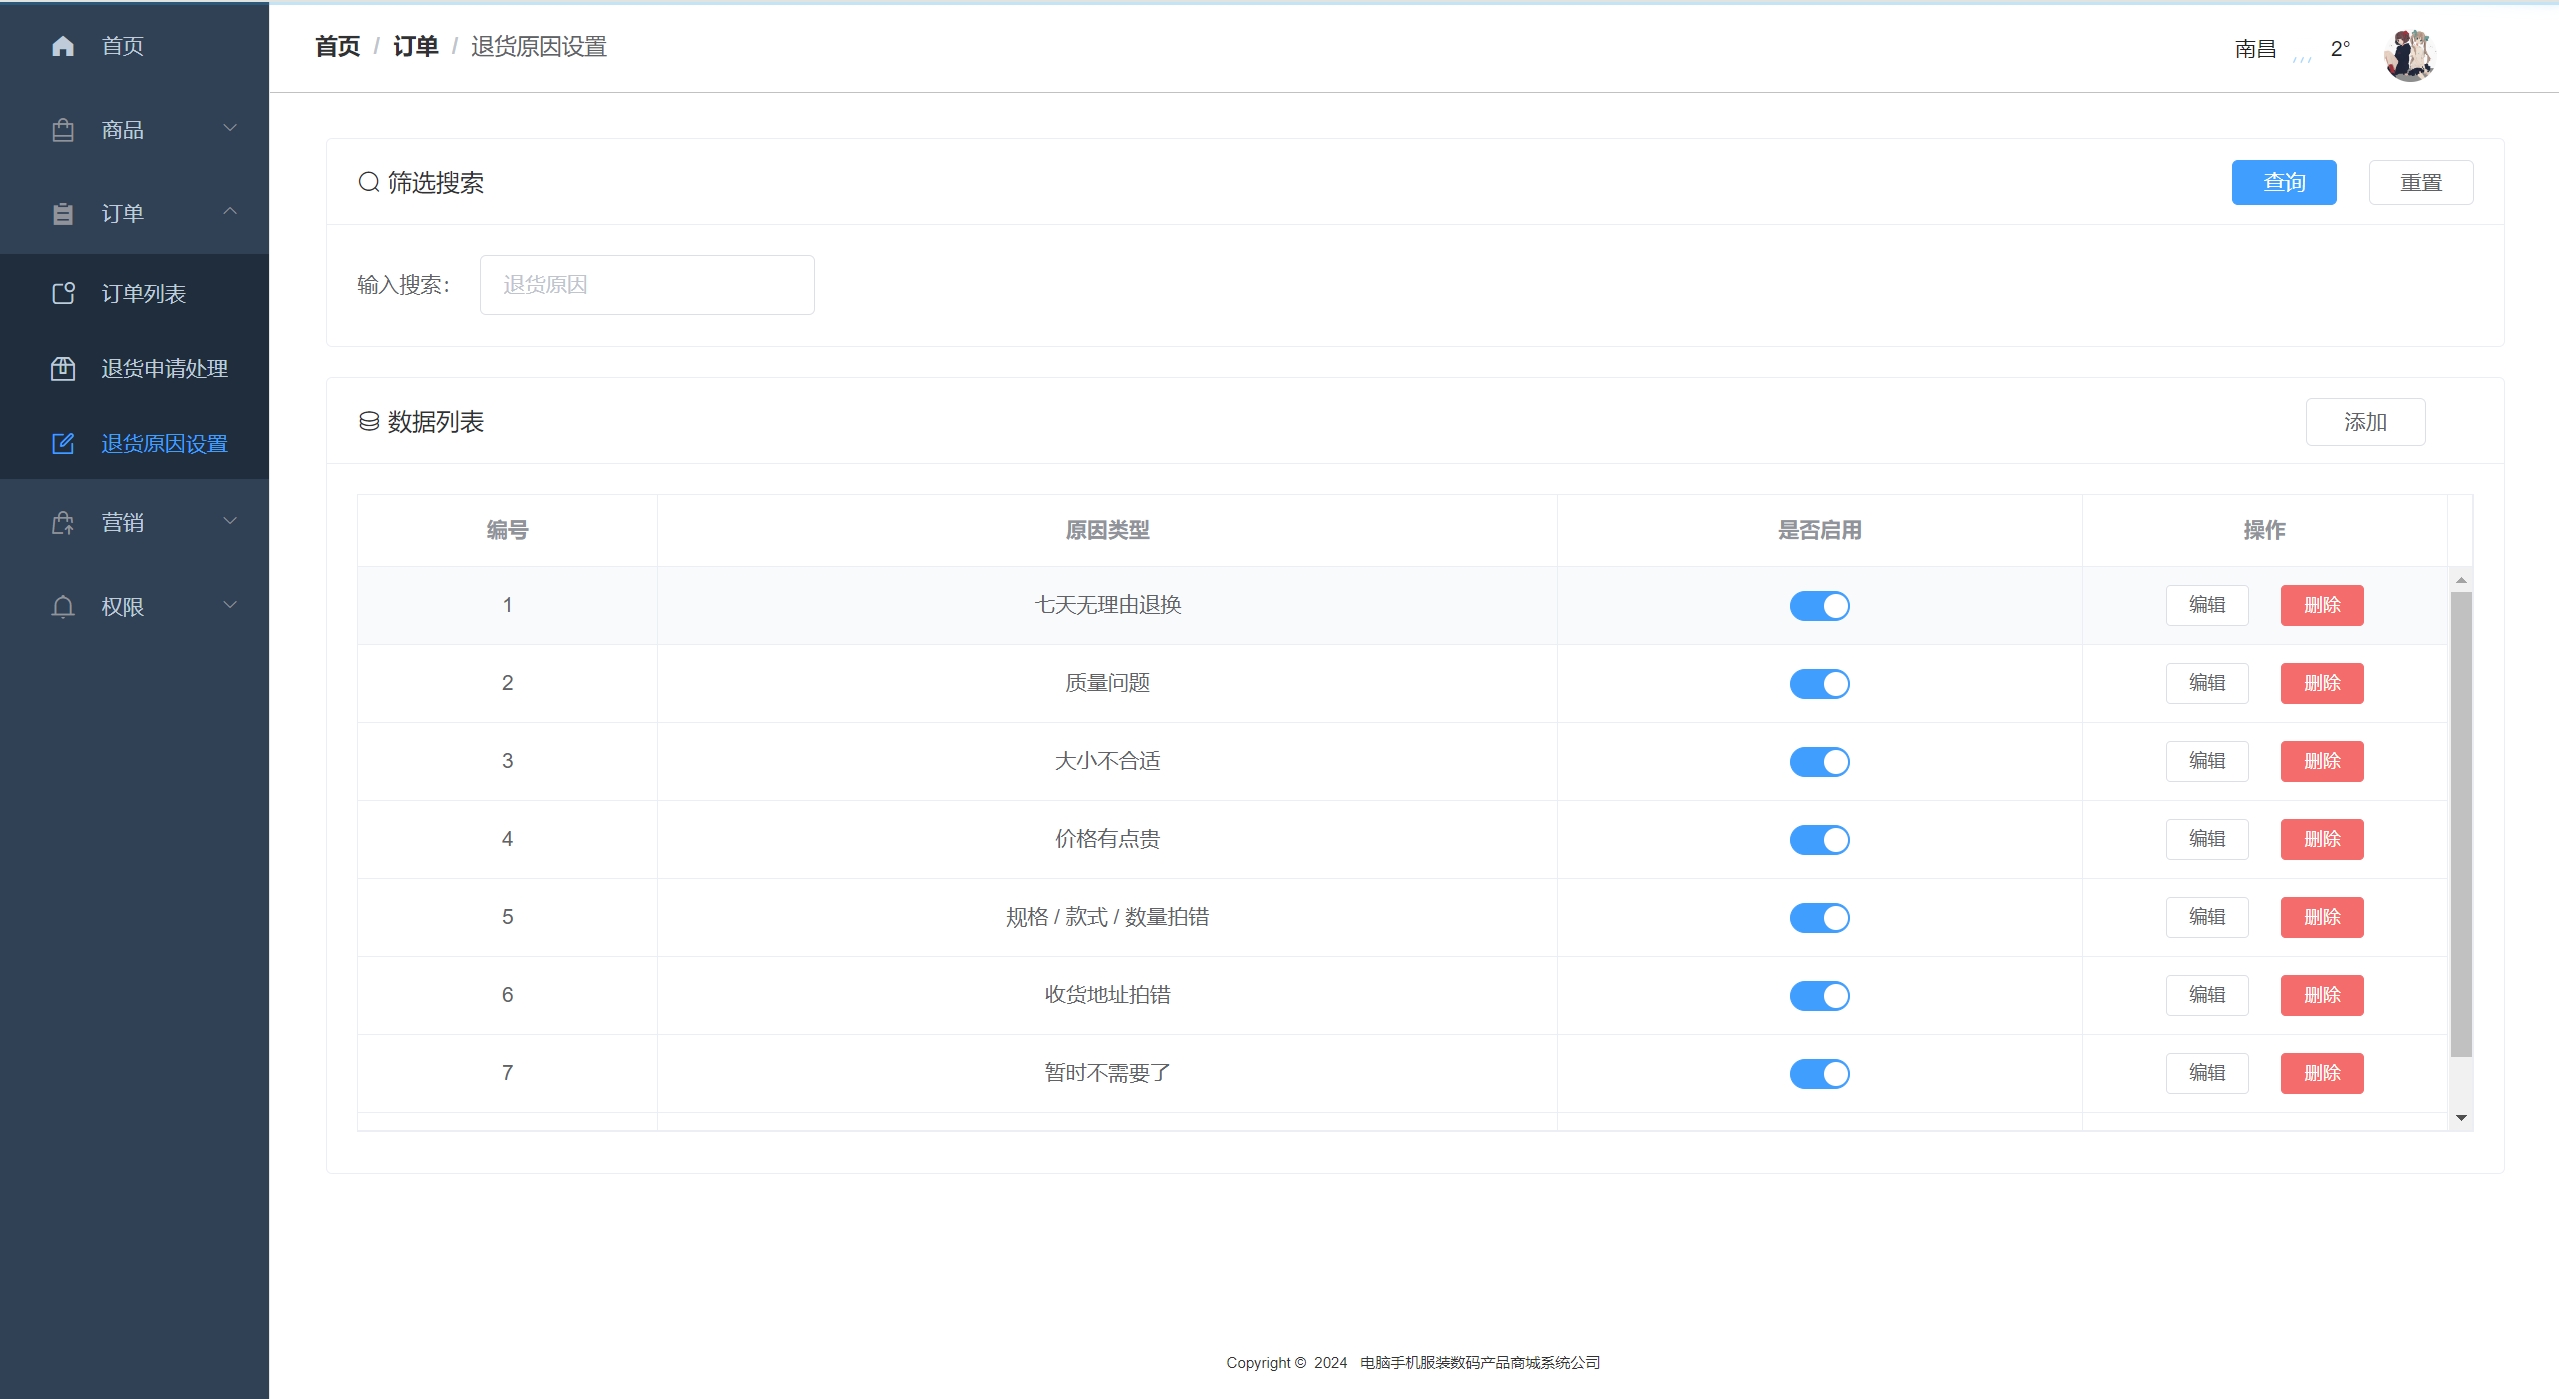 首页
商品
订单
订单列表
退货申请处理
退货原因设置
营销
权限
首页 / 订单 / 退货原因设置
南昌 2°
筛选搜索
查询 重置
输入搜索: 退货原因
数据列表
添加
编号 原因类型 是否启用 操作
1 七天无理由退换 编辑 删除
2 质量问题 编辑 删除
3 大小不合适 编辑 删除
4 价格有点贵 编辑 删除
5 规格 / 款式 / 数量拍错 编辑 删除
6 收货地址拍错 编辑 删除
7 暂时不需要了 编辑 删除
Copyright © 2024 电脑手机服装数码产品商城系统公司